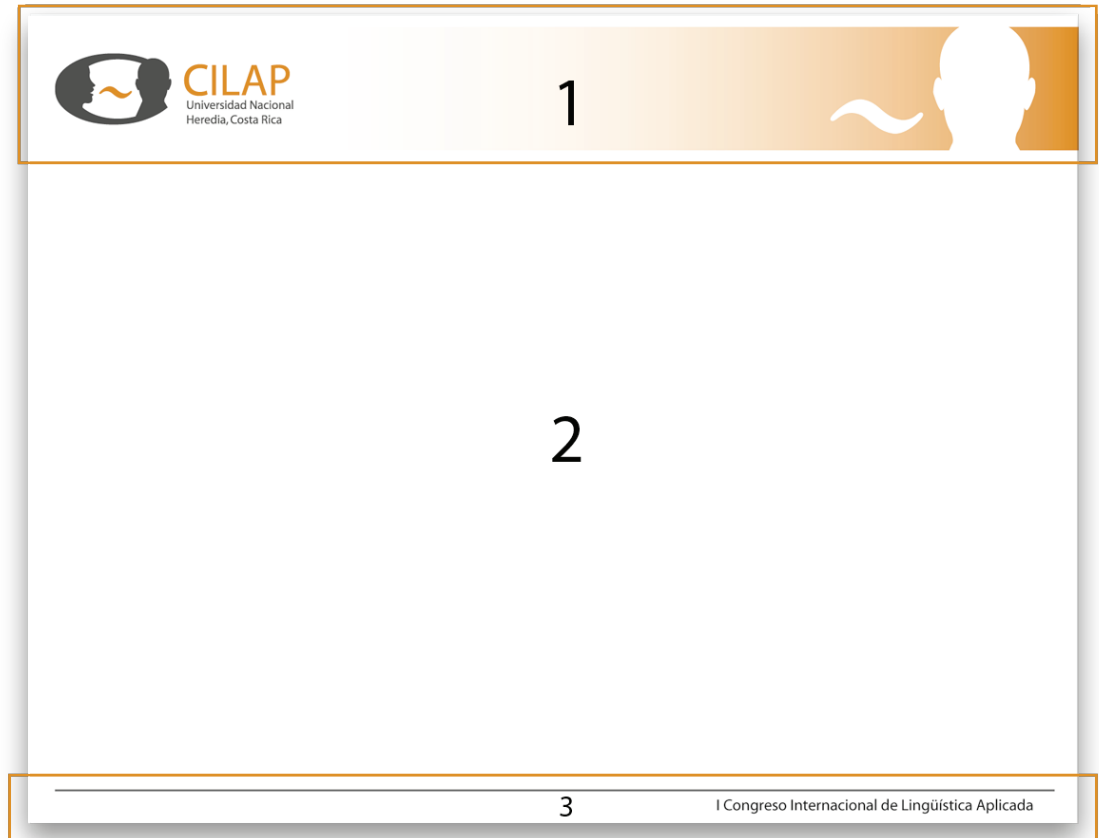 CILAP
Universidad Nacional
Heredia, Costa Rica
1
2
3
I Congreso Internacional de Lingüística Aplicada